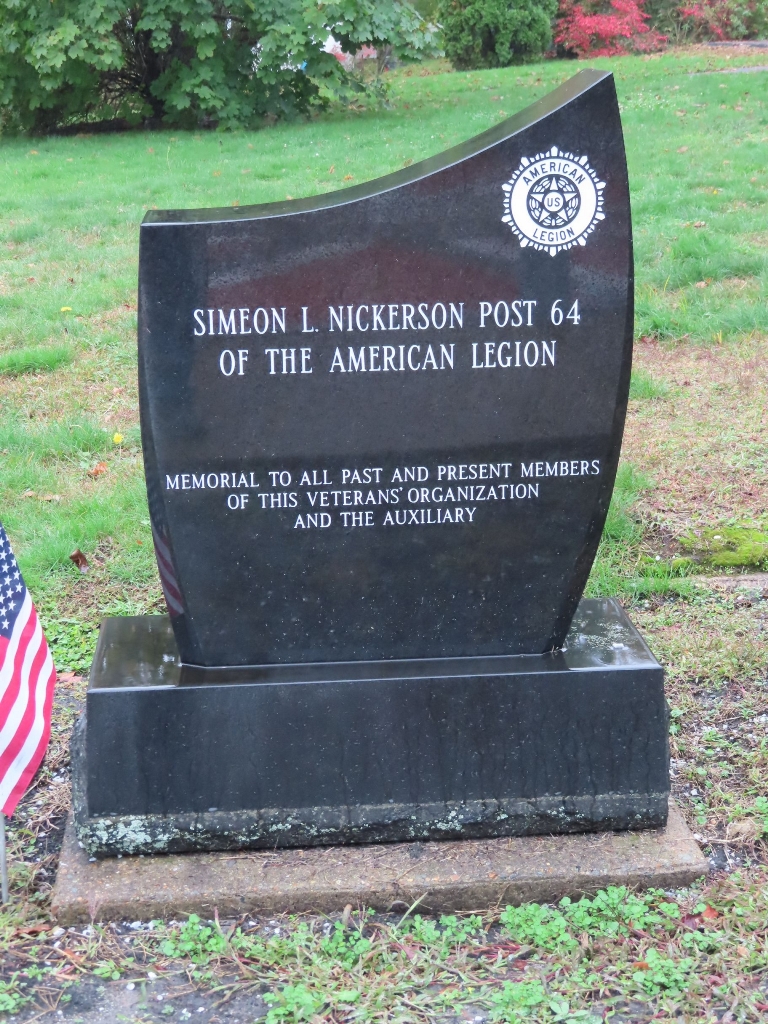 AMERICAN
US
LEGION
SIMEON L. NICKERSON POST 64
OF THE AMERICAN LEGION
MEMORIAL TO ALL PAST AND PRESENT MEMBERS
OF THIS VETERANS' ORGANIZATION
AND THE AUXILIARY